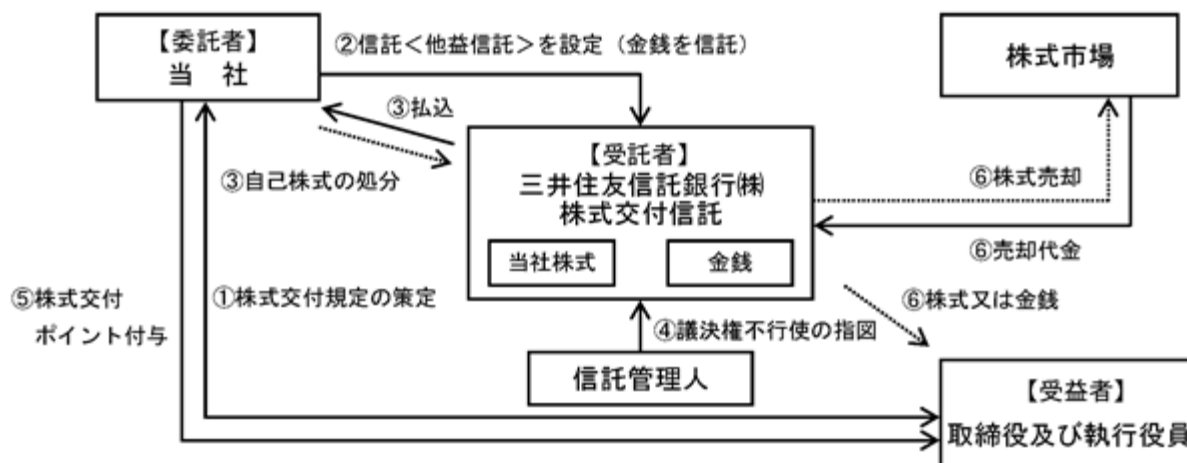 【委託者】
当 社
②信託＜他益信託＞を設定（金銭を信託）
株式市場
③払込
【受託者】
三井住友信託銀行㈱
株式交付信託
③自己株式の処分
⑥株式売却
当社株式
金銭
⑥売却代金
⑤株式交付
ポイント付与
①株式交付規定の策定
⑥株式又は金銭
④議決権不行使の指図
信託管理人
【受益者】
取締役及び執行役員